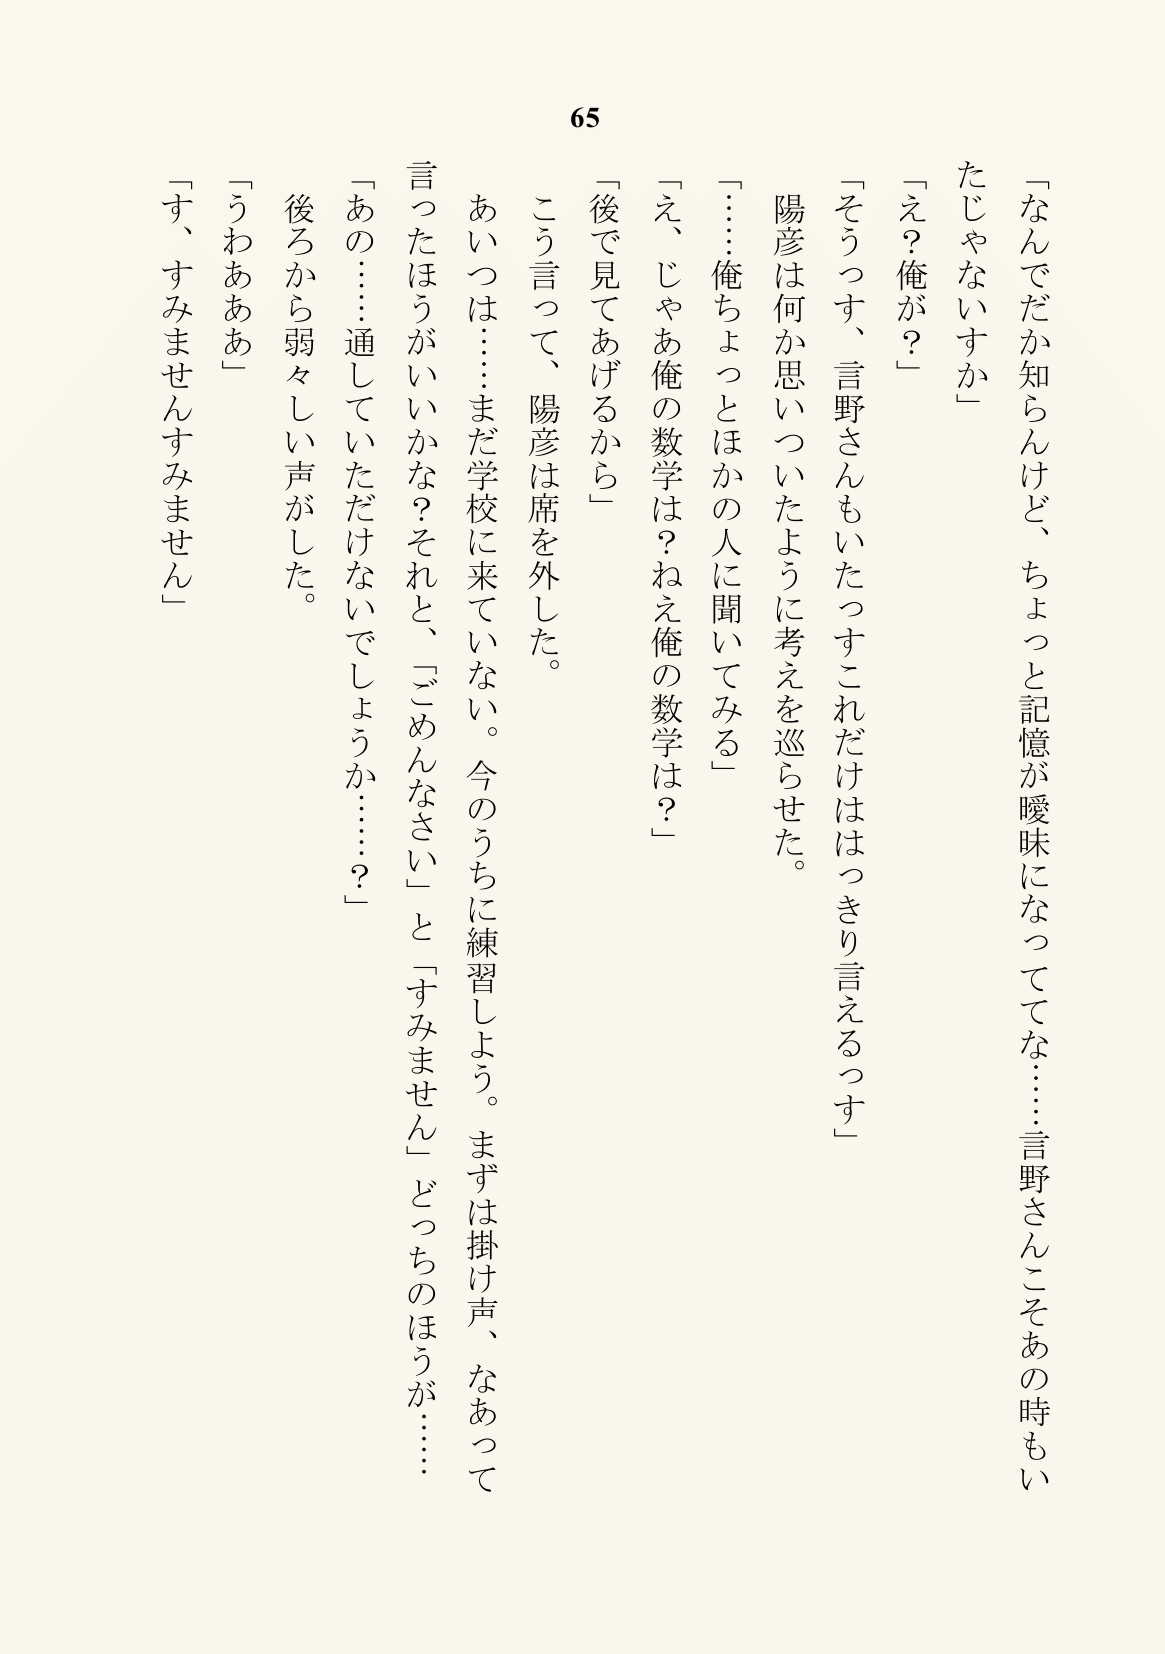 65
「なんでだか知らんけど、ちょっと記憶が曖昧になっててな……言野さんこそあの時もい
たじゃないすか」
「え？俺が？」
「そうっす、言野さんもいたっすこれだけははっきり言えるっす」
陽彦は何か思いついたように考えを巡らせた。
「……俺ちょっとほかの人に聞いてみる」
「え、じゃあ俺の数学は？ねえ俺の数学は？」
「後で見てあげるから」
こう言って、陽彦は席を外した。
あいつは……まだ学校に来ていない。今のうちに練習しよう。まずは掛け声、なあって
言ったほうがいいかな？それと、「ごめんなさい」と「すみません」どっちのほうが……
「あの……通していただけないでしょうか……？」
後ろから弱々しい声がした。
「うわあああ」
「す、すみませんすみません」